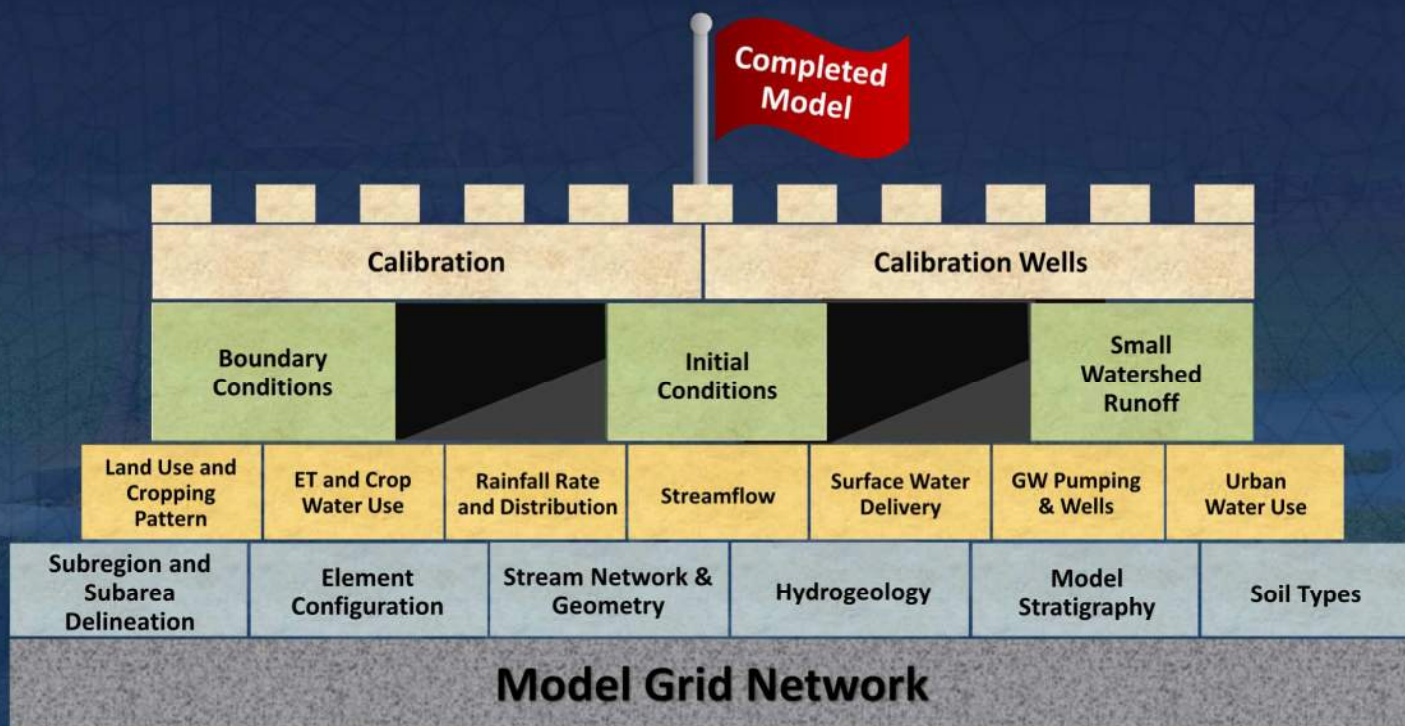 Completed
Model
Calibration
Calibration Wells
Boundary
Conditions
Initial
Conditions
Small
Watershed
Runoff
Land Use and
Cropping
Pattern
ET and Crop
Water Use
Rainfall Rate
and Distribution
Streamflow
Surface Water
Delivery
GW Pumping
& Wells
Urban
Water Use
Subregion and
Subarea
Delineation
Element
Configuration
Stream Network &
Geometry
Hydrogeology
Model
Stratigraphy
Soil Types
Model Grid Network